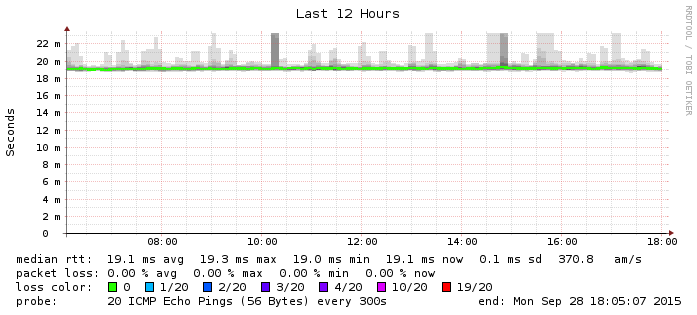 Last 12 Hours
RRDTOOL / TOBI OETIKER
Seconds
22 m
20 m
18 m
16 m
14 m
12 m
10 m
8 m
6 m
4 m
2 m
0
08:00 10:00 12:00 14:00 16:00 18:00
median rtt: 19.1 ms avg 19.3 ms max 19.0 ms min 19.1 ms now 0.1 ms sd 370.8 am/s
packet loss: 0.00 % avg 0.00 % max 0.00 % min 0.00 % now
loss color: 0 1/20 2/20 3/20 4/20 10/20 19/20
probe: 20 ICMP Echo Pings (56 Bytes) every 300s end: Mon Sep 28 18:05:07 2015